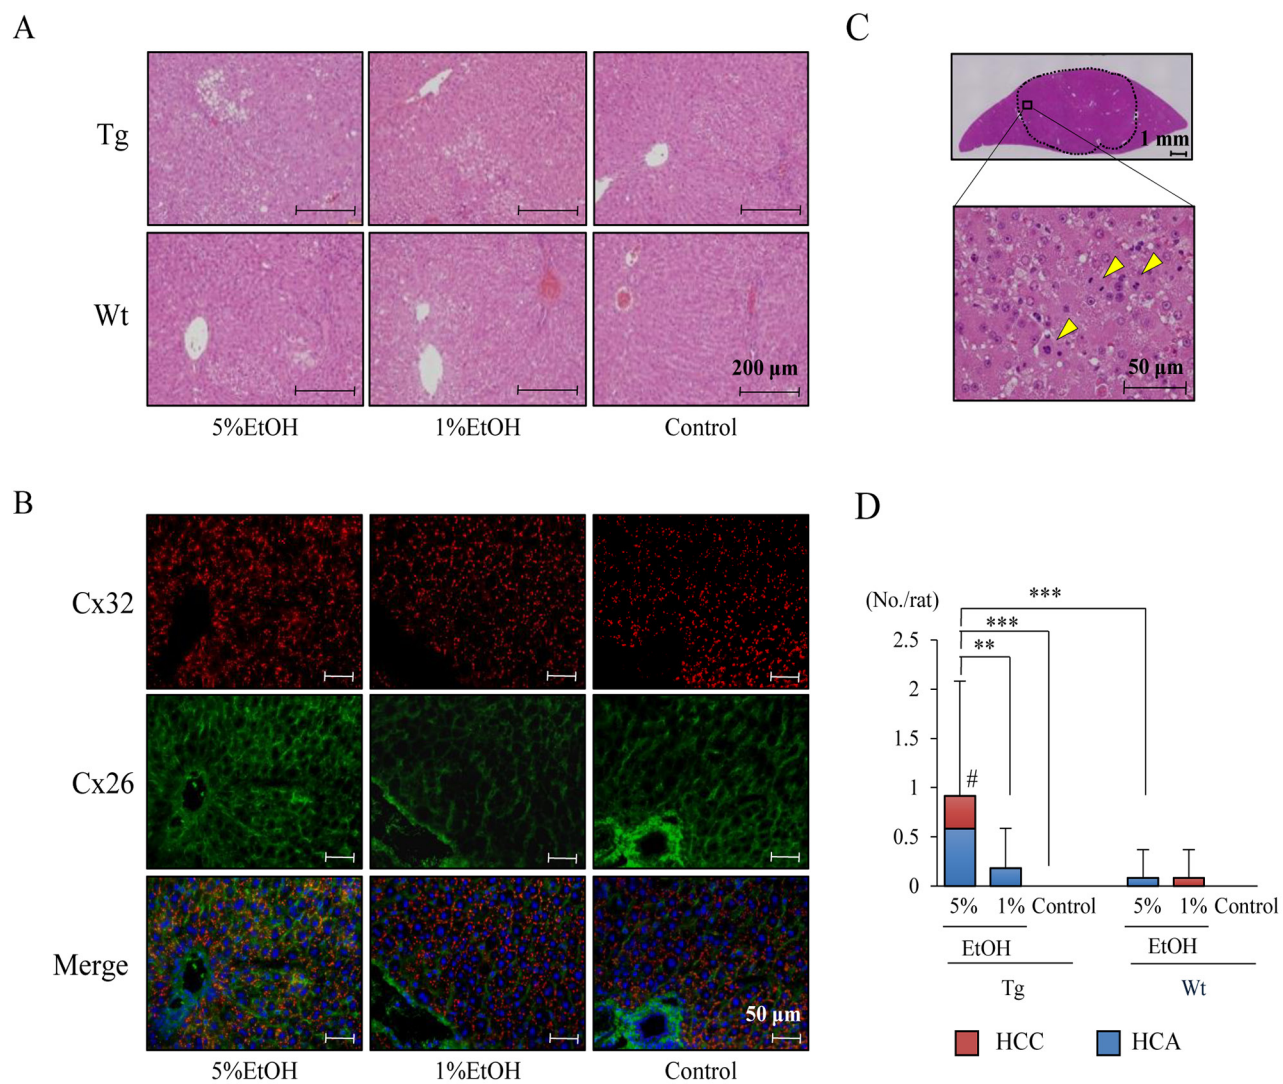 A
Tg
Wt
200 μm
5%EtOH 1%EtOH Control
B
Cx32
Cx26
Merge
50 μm
5%EtOH 1%EtOH Control
C
1 mm
50 μm
D
(No./rat)
***
***
**
#
2.5
2
1.5
1
0.5
0
5% 1% Control 5% 1% Control
EtOH EtOH
Tg Wt
HCC HCA